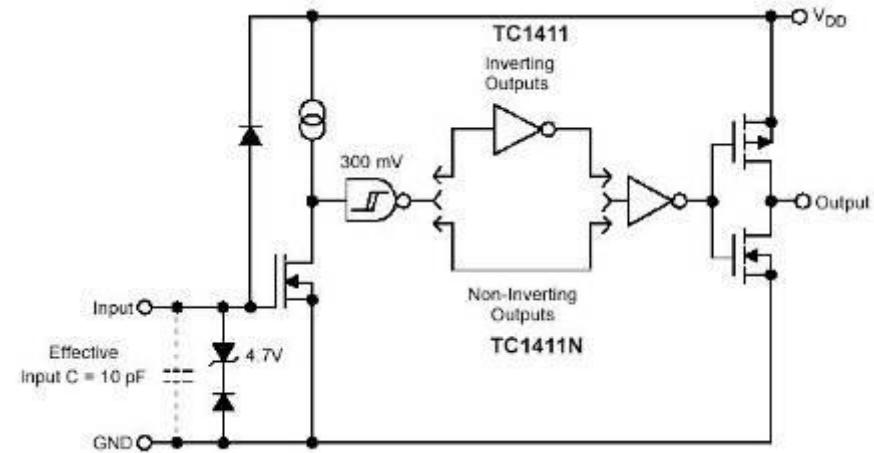 V_DD
TC1411
Inverting
Outputs
300 mV
Output
Input
Non-Inverting
Outputs
TC1411N
Effective
Input C = 10 pF
4.7V
GND